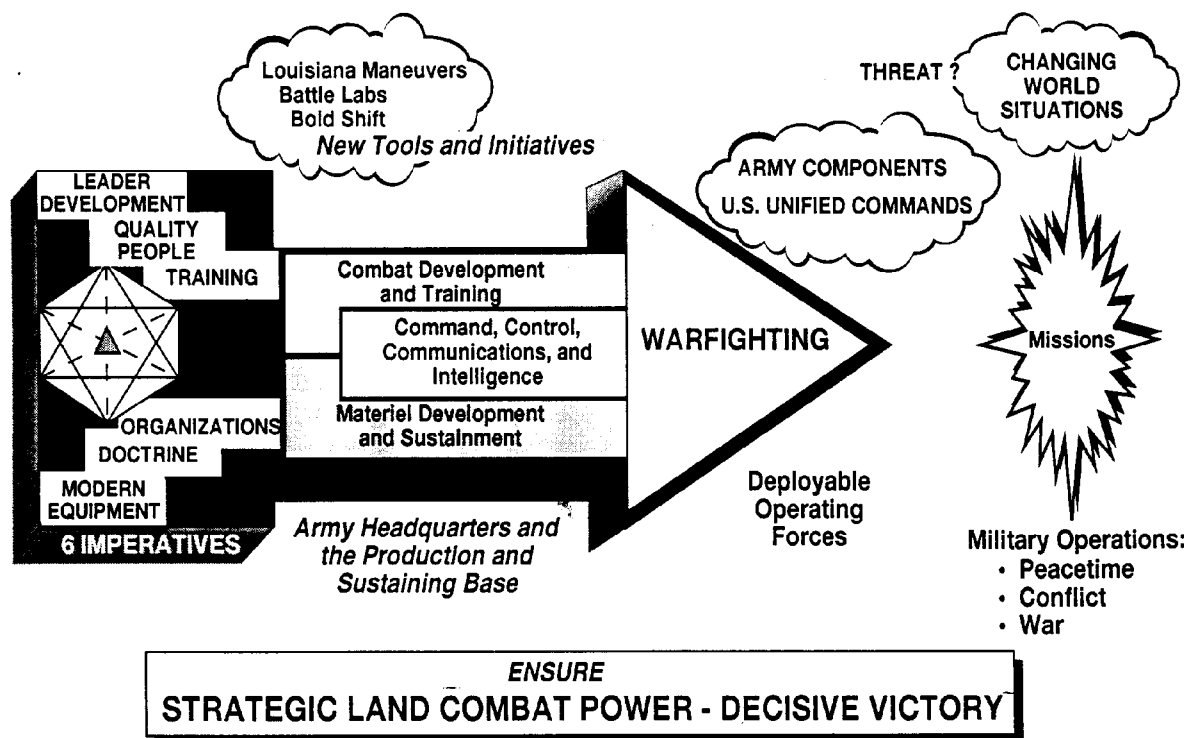 Louisiana Maneuvers
Battle Labs
Bold Shift
New Tools and Initiatives
THREAT ?
CHANGING
WORLD
SITUATIONS
ARMY COMPONENTS
U.S. UNIFIED COMMANDS
LEADER
DEVELOPMENT
QUALITY
PEOPLE
TRAINING
ORGANIZATIONS
DOCTRINE
MODERN
EQUIPMENT
6 IMPERATIVES
Combat Development
and Training
Command, Control,
Communications, and
Intelligence
Materiel Development
and Sustainment
Army Headquarters and
the Production and
Sustaining Base
WARFIGHTING
Deployable
Operating
Forces
Missions
Military Operations:
• Peacetime
• Conflict
• War
ENSURE
STRATEGIC LAND COMBAT POWER - DECISIVE VICTORY